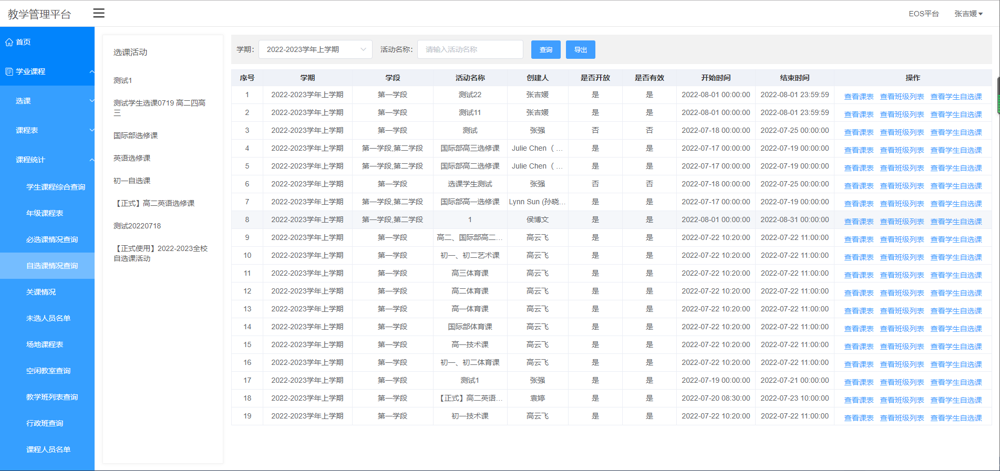 教学管理平台
EOS平台 张吉媛
首页
学业课程
选课
课程表
课程统计
学生课程综合查询
年级课程表
必选课情况查询
自选课情况查询
关课情况
未选人员名单
场地课程表
空闲教室查询
教学班列表查询
行政班查询
课程人员名单
选课活动
测试1
测试学生选课0719 高二四高
三
国际部选修课
英语选修课
初一自选课
【正式】高二英语选修课
测试20220718
【正式使用】2022-2023全校
自选课活动
学期: 2022-2023学年上学期 活动名称: 请输入活动名称 查询 导出
序号 学期 学段 活动名称 创建人 是否开放 是否有效 开始时间 结束时间 操作
1 2022-2023学年上学期 第一学段 测试22 张吉媛 是 是 2022-08-01 00:00:00 2022-08-01 23:59:59 查看课表 查看班级列表 查看学生自选课
2 2022-2023学年上学期 第一学段 测试11 张吉媛 是 是 2022-08-01 00:00:00 2022-08-01 23:59:59 查看课表 查看班级列表 查看学生自选课
3 2022-2023学年上学期 第一学段 测试 张强 否 否 2022-07-18 00:00:00 2022-07-25 00:00:00 查看课表 查看班级列表 查看学生自选课
4 2022-2023学年上学期 第一学段,第二学段 国际部高三选修课 Julie Chen（ ... 是 是 2022-07-17 00:00:00 2022-07-19 00:00:00 查看课表 查看班级列表 查看学生自选课
5 2022-2023学年上学期 第一学段,第二学段 国际部高二选修课 Julie Chen（ ... 是 是 2022-07-17 00:00:00 2022-07-19 00:00:00 查看课表 查看班级列表 查看学生自选课
6 2022-2023学年上学期 第一学段 选课学生测试 张强 否 否 2022-07-18 00:00:00 2022-07-25 00:00:00 查看课表 查看班级列表 查看学生自选课
7 2022-2023学年上学期 第一学段,第二学段 国际部高一选修课 Lynn Sun (孙晓... 是 是 2022-07-17 00:00:00 2022-07-19 00:00:00 查看课表 查看班级列表 查看学生自选课
8 2022-2023学年上学期 第一学段,第二学段 1 侯博文 是 是 2022-08-01 00:00:00 2022-08-31 00:00:00 查看课表 查看班级列表 查看学生自选课
9 2022-2023学年上学期 第一学段 高二、国际部高二... 高云飞 是 是 2022-07-22 10:20:00 2022-07-22 11:00:00 查看课表 查看班级列表 查看学生自选课
10 2022-2023学年上学期 第一学段 初一、初二艺术课 高云飞 是 是 2022-07-22 10:20:00 2022-07-22 11:00:00 查看课表 查看班级列表 查看学生自选课
11 2022-2023学年上学期 第一学段 高三体育课 高云飞 是 是 2022-07-22 10:20:00 2022-07-22 11:00:00 查看课表 查看班级列表 查看学生自选课
12 2022-2023学年上学期 第一学段 高二体育课 高云飞 是 是 2022-07-22 10:20:00 2022-07-22 11:00:00 查看课表 查看班级列表 查看学生自选课
13 2022-2023学年上学期 第一学段 高一体育课 高云飞 是 是 2022-07-22 10:20:00 2022-07-22 11:00:00 查看课表 查看班级列表 查看学生自选课
14 2022-2023学年上学期 第一学段 国际部体育课 高云飞 是 是 2022-07-22 10:20:00 2022-07-22 11:00:00 查看课表 查看班级列表 查看学生自选课
15 2022-2023学年上学期 第一学段 高一技术课 高云飞 是 是 2022-07-22 10:20:00 2022-07-22 11:00:00 查看课表 查看班级列表 查看学生自选课
16 2022-2023学年上学期 第一学段 初一、初二体育课 高云飞 是 是 2022-07-22 10:20:00 2022-07-22 11:00:00 查看课表 查看班级列表 查看学生自选课
17 2022-2023学年上学期 第一学段 测试1 张强 是 是 2022-07-19 00:00:00 2022-07-21 00:00:00 查看课表 查看班级列表 查看学生自选课
18 2022-2023学年上学期 第一学段 【正式】高二英语... 袁婷 是 是 2022-07-20 08:30:00 2022-07-23 10:00:00 查看课表 查看班级列表 查看学生自选课
19 2022-2023学年上学期 第一学段 初一技术课 高云飞 是 是 2022-07-22 10:20:00 2022-07-22 11:00:00 查看课表 查看班级列表 查看学生自选课